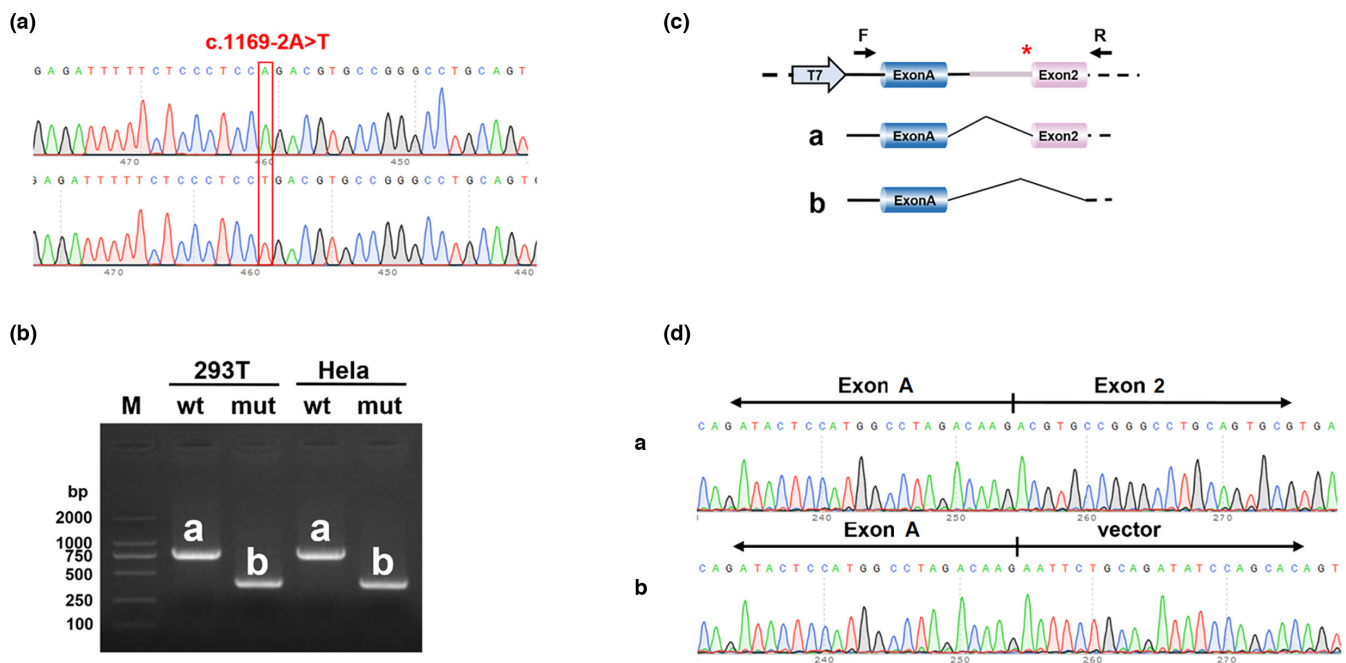 (a)
c.1169-2A>T
G A G A T T T T T C T C C C T C C A G A C G T G C C G G G C C T G C A G T
470 460 450
G A G A T T T T T C T C C C T C C T G A C G T G C C G G G C C T G C A G T G
470 460 450 440
(b)
293T Hela
M wt mut wt mut
bp
2000
1000
750
500
250
100
a b a b
(c)
F * R
T7 ExonA Exon2
a ExonA Exon2
b ExonA
(d)
Exon A Exon 2
a
C A G A T A C T C C A T G G C C T A G A C A A G A C G T G C C G G G C C T G C A G T G C G T G A
240 250 260 270
Exon A vector
b
C A G A T A C T C C A T G G C C T A G A C A A G A A T T C T G C A G A T A T C C A G C A C A G T
240 250 260 270